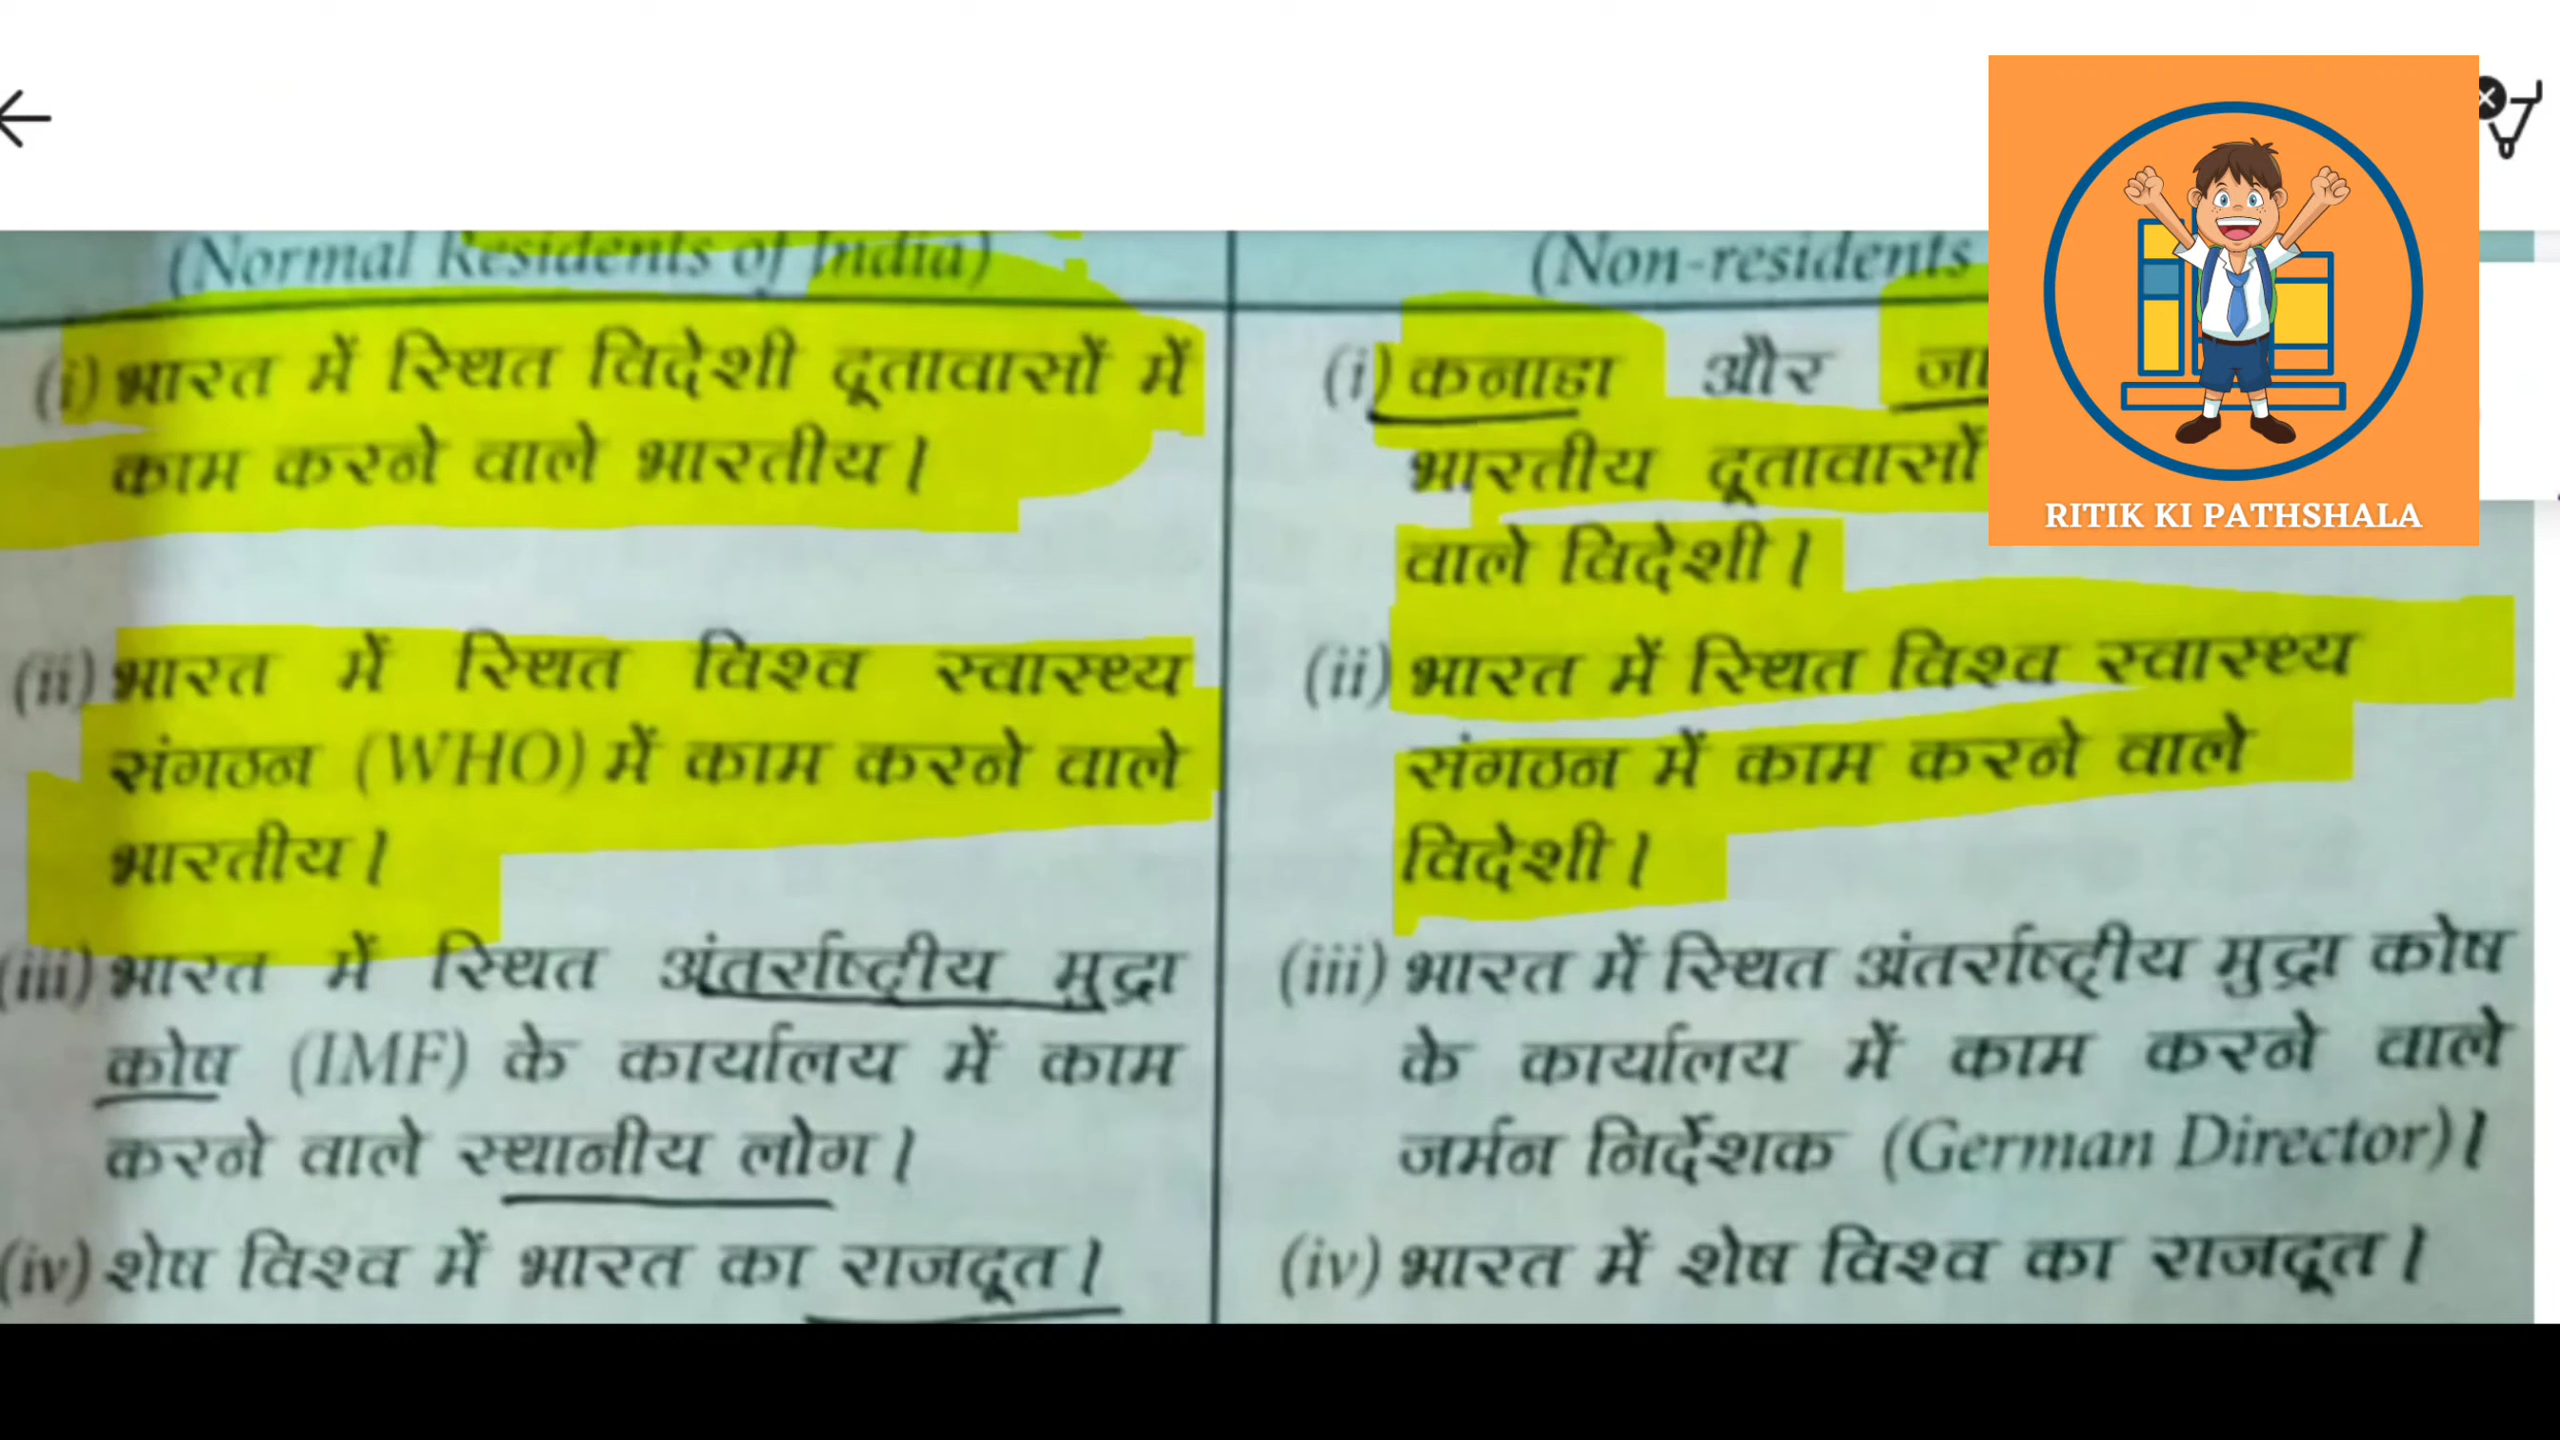 (Normal Residents of India)
(i) भारत में स्थित विदेशी दूतावासों में
काम करने वाले भारतीय।
(ii) भारत में स्थित विश्व स्वास्थ्य
संगठन (WHO) में काम करने वाले
भारतीय।
(iii) भारत में स्थित अंतर्राष्ट्रीय मुद्रा
कोष (IMF) के कार्यालय में काम
करने वाले स्थानीय लोग।
(iv) शेष विश्व में भारत का राजदूत।
(Non-residents
(i) कनाडा और
भारतीय दूतावासों
वाले विदेशी।
(ii) भारत में स्थित विश्व स्वास्थ्य
संगठन में काम करने वाले
विदेशी।
(iii) भारत में स्थित अंतर्राष्ट्रीय मुद्रा कोष
के कार्यालय में काम करने वाले
जर्मन निर्देशक (German Director)।
(iv) भारत में शेष विश्व का राजदूत।
RITIK KI PATHSHALA